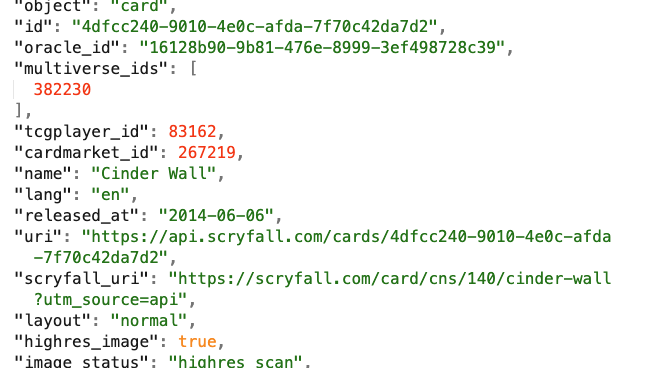 "object": "card",
"id": "4dfcc240-9010-4e0c-afda-7f70c42da7d2",
"oracle_id": "16128b90-9b81-476e-8999-3ef498728c39",
"multiverse_ids": [
382230
],
"tcgplayer_id": 83162,
"cardmarket_id": 267219,
"name": "Cinder Wall",
"lang": "en",
"released_at": "2014-06-06",
"uri": "https://api.scryfall.com/cards/4dfcc240-9010-4e0c-afda
-7f70c42da7d2",
"scryfall_uri": "https://scryfall.com/card/cns/140/cinder-wall
?utm_source=api",
"layout": "normal",
"highres_image": true,
"image_status": "highres_scan",